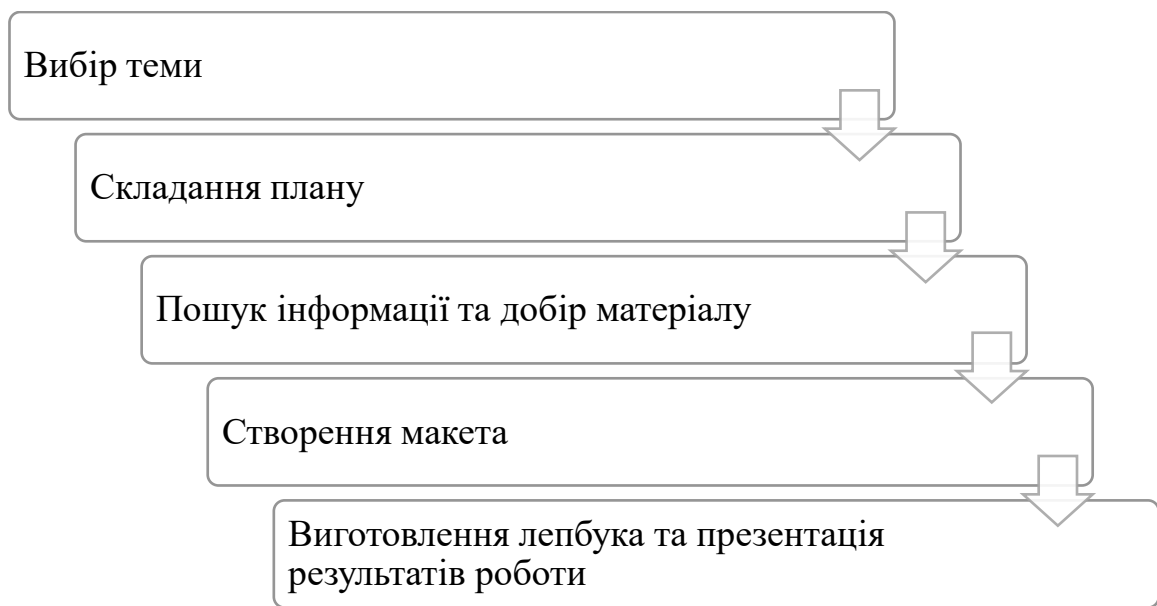 Вибір теми
Складання плану
Пошук інформації та добір матеріалу
Створення макета
Виготовлення лепбука та презентація
результатів роботи